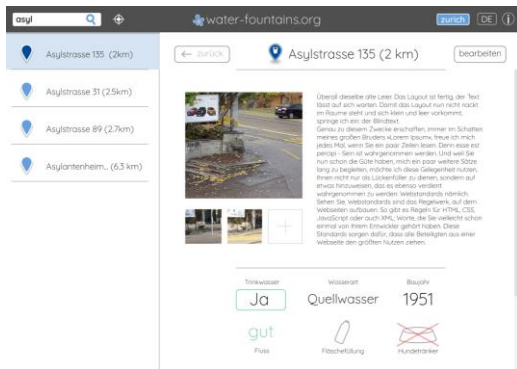 asyl
water-fountains.org
zurich
DE
i
Asylstrasse 135 (2km)
Asylstrasse 31 (2.5km)
Asylstrasse 89 (2.7km)
Asylantenheim... (6.3 km)
← zurück
Asylstrasse 135 (2 km)
bearbeiten
Überall dieselbe alte Leier. Das Layout ist fertig, der Text
lässt auf sich warten. Damit das Layout nun nicht nackt
im Raume steht und sich klein und leer vorkommt,
springe ich ein: der Blindtext.
Genau zu diesem Zwecke erschaffen, immer im Schatten
meines großen Bruders »Lorem Ipsum«, freue ich mich
jedes Mal, wenn Sie ein paar Zeilen lesen. Denn esse est
percipi - Sein ist wahrgenommen werden. Und weil Sie
nun schon die Güte haben, mich ein paar weitere Sätze
lang zu begleiten, möchte ich diese Gelegenheit nutzen,
Ihnen nicht nur als Lückenfüller zu dienen, sondern auf
etwas hinzuweisen, das es ebenso verdient
wahrgenommen zu werden: Webstandards nämlich.
Sehen Sie, Webstandards sind das Regelwerk, auf dem
Webseiten aufbauen. So gibt es Regeln für HTML, CSS,
JavaScript oder auch XML; Worte, die Sie vielleicht schon
einmal von Ihrem Entwickler gehört haben. Diese
Standards sorgen dafür, dass alle Beteiligten aus einer
Webseite den größten Nutzen ziehen.
Trinkwasser
Wasserart
Baujahr
Ja
Quellwasser
1951
gut
Fluss
Fläschefüllung
Hundetränker